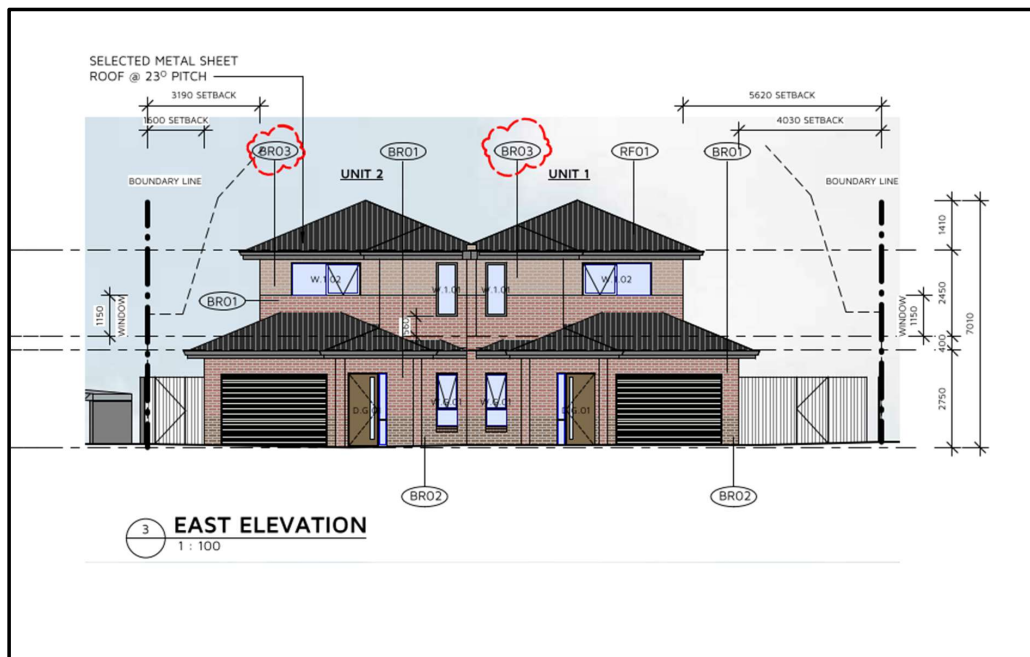 SELECTED METAL SHEET
ROOF @ 23° PITCH
3190 SETBACK
1600 SETBACK
5620 SETBACK
4030 SETBACK
BR03
BR01
BR03
RF01
BR01
UNIT 2
UNIT 1
BOUNDARY LINE
BOUNDARY LINE
1410
W.1.02
W.1.01
W.1.01
W.1.02
2450
BR01
1150
WINDOW
560
WINDOW
1150
400
7010
2750
D.G.01
W.G.01
W.G.01
D.G.01
BR02
BR02
3
EAST ELEVATION
1 : 100